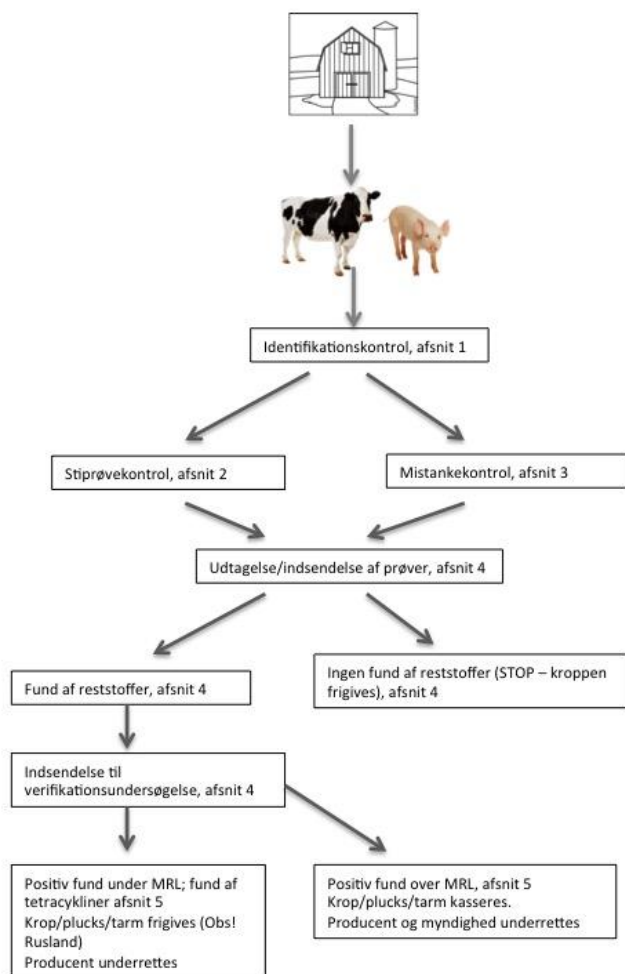 Identifikationskontrol, afsnit 1
Stiprøvekontrol, afsnit 2
Mistankekontrol, afsnit 3
Udtagelse/indsendelse af prøver, afsnit 4
Fund af reststoffer, afsnit 4
Ingen fund af reststoffer (STOP – kroppen
frigives), afsnit 4
Indsendelse til
verifikationsundersøgelse, afsnit 4
Positiv fund under MRL; fund af
tetracykliner afsnit 5
Krop/plucks/tarm frigives (Obs!
Rusland)
Producent underrettes
Positiv fund over MRL, afsnit 5
Krop/plucks/tarm kasseres.
Producent og myndighed underrettes